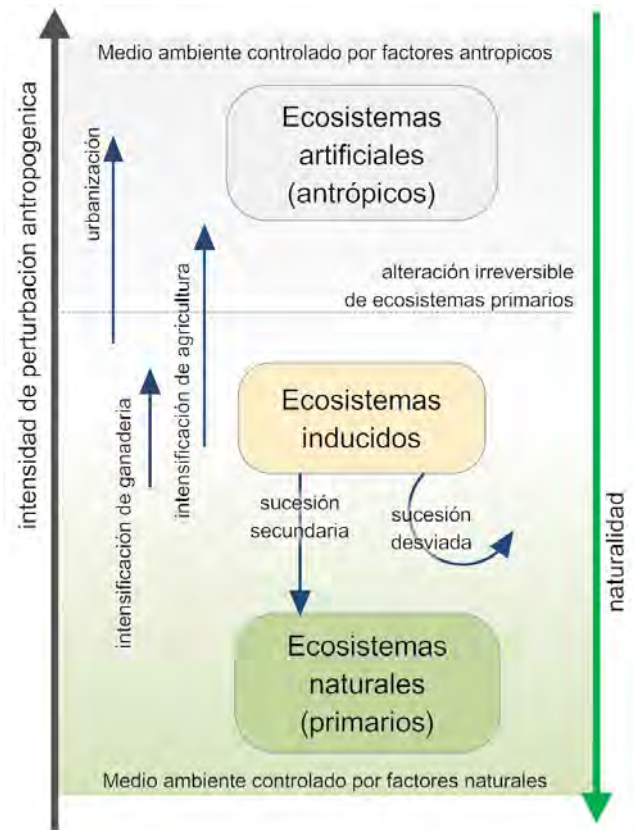 Medio ambiente controlado por factores antropicos
Ecosistemas
artificiales
(antrópicos)
urbanización
intensidad de perturbación antropogenica
alteración irreversible
de ecosistemas primarios
intensificación de agricultura
intensificación de ganaderia
Ecosistemas
inducidos
sucesión
secundaria
sucesión
desviada
naturalidad
Ecosistemas
naturales
(primarios)
Medio ambiente controlado por factores naturales